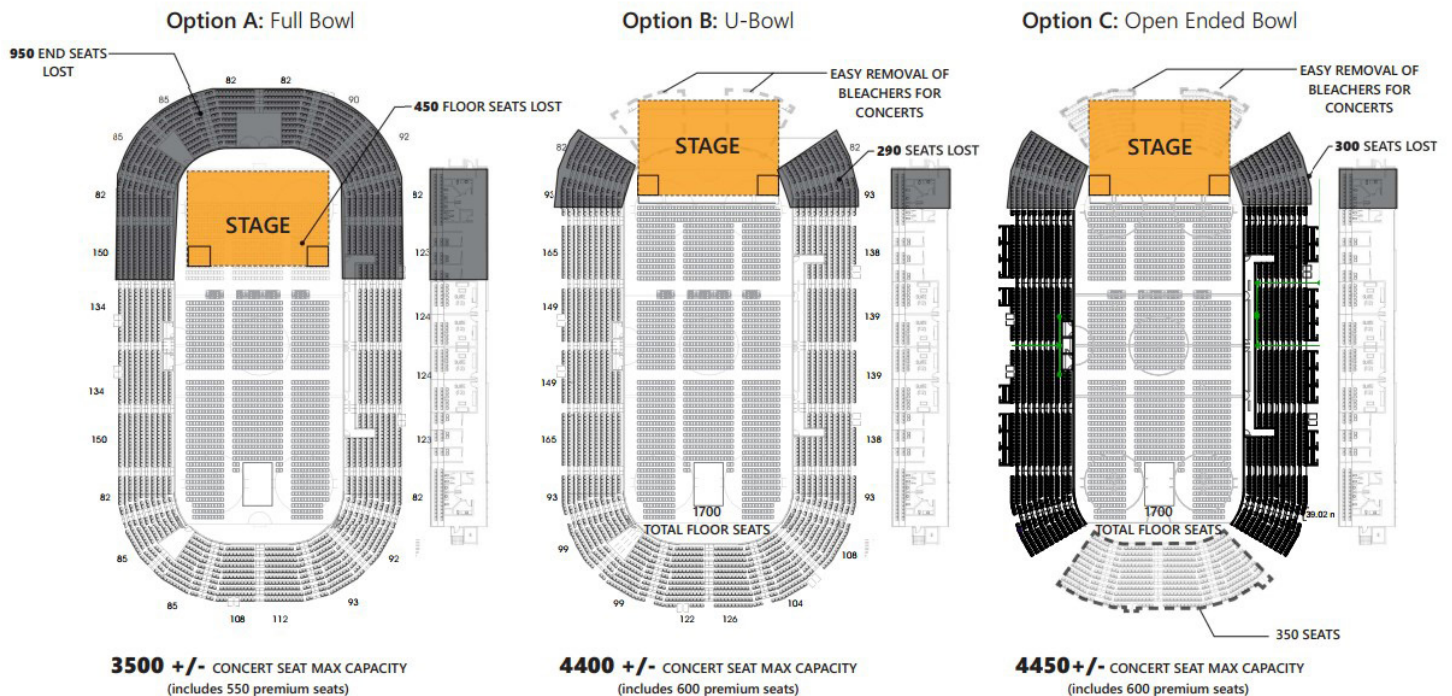 Option A: Full Bowl
950 END SEATS
LOST
82
82
85
90
450 FLOOR SEATS LOST
85
92
82
82
STAGE
150
123
134
124
124
134
150
123
82
82
85
92
85
93
108
112
3500 +/- CONCERT SEAT MAX CAPACITY
(includes 550 premium seats)
Option B: U-Bowl
EASY REMOVAL OF
BLEACHERS FOR
CONCERTS
STAGE
82
82
290 SEATS LOST
93
165
138
149
139
149
139
165
138
93
93
1700
TOTAL FLOOR SEATS
99
108
99
104
122
126
4400 +/- CONCERT SEAT MAX CAPACITY
(includes 600 premium seats)
Option C: Open Ended Bowl
EASY REMOVAL OF
BLEACHERS FOR
CONCERTS
STAGE
300 SEATS LOST
1700
TOTAL FLOOR SEATS
350 SEATS
4450+/- CONCERT SEAT MAX CAPACITY
(includes 600 premium seats)